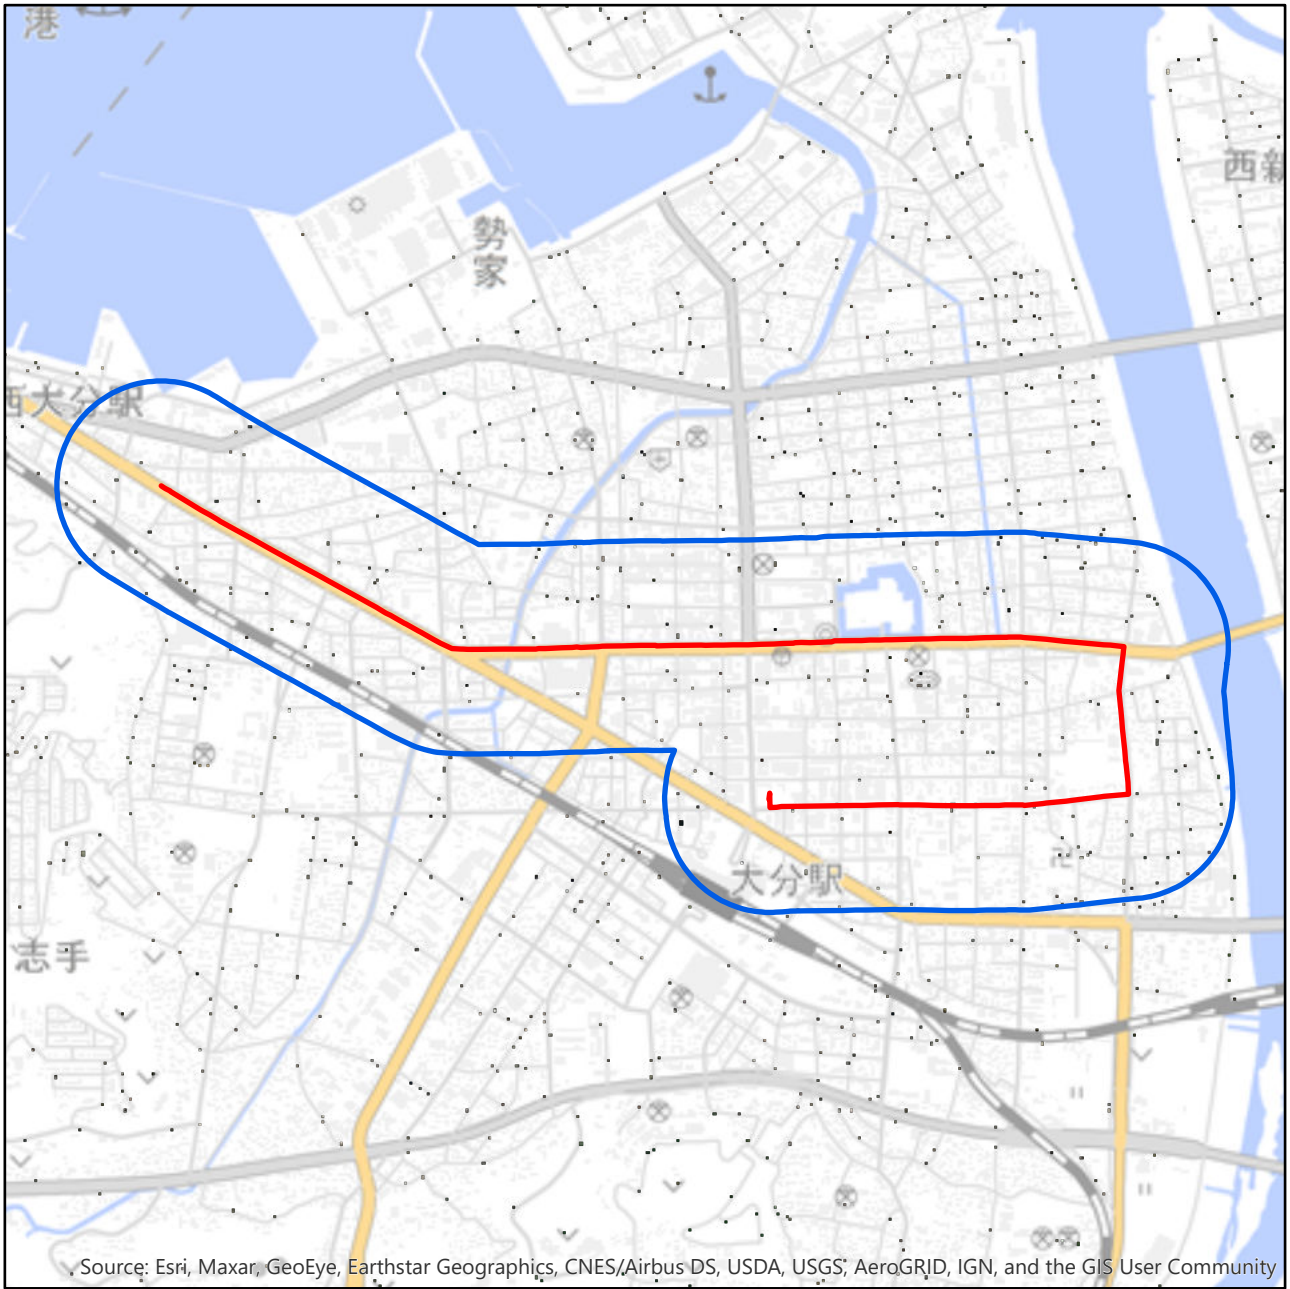 港
西新
勢家
西大分駅
大分駅
志手
Source: Esri, Maxar, GeoEye, Earthstar Geographics, CNES/Airbus DS, USDA, USGS, AeroGRID, IGN, and the GIS User Community